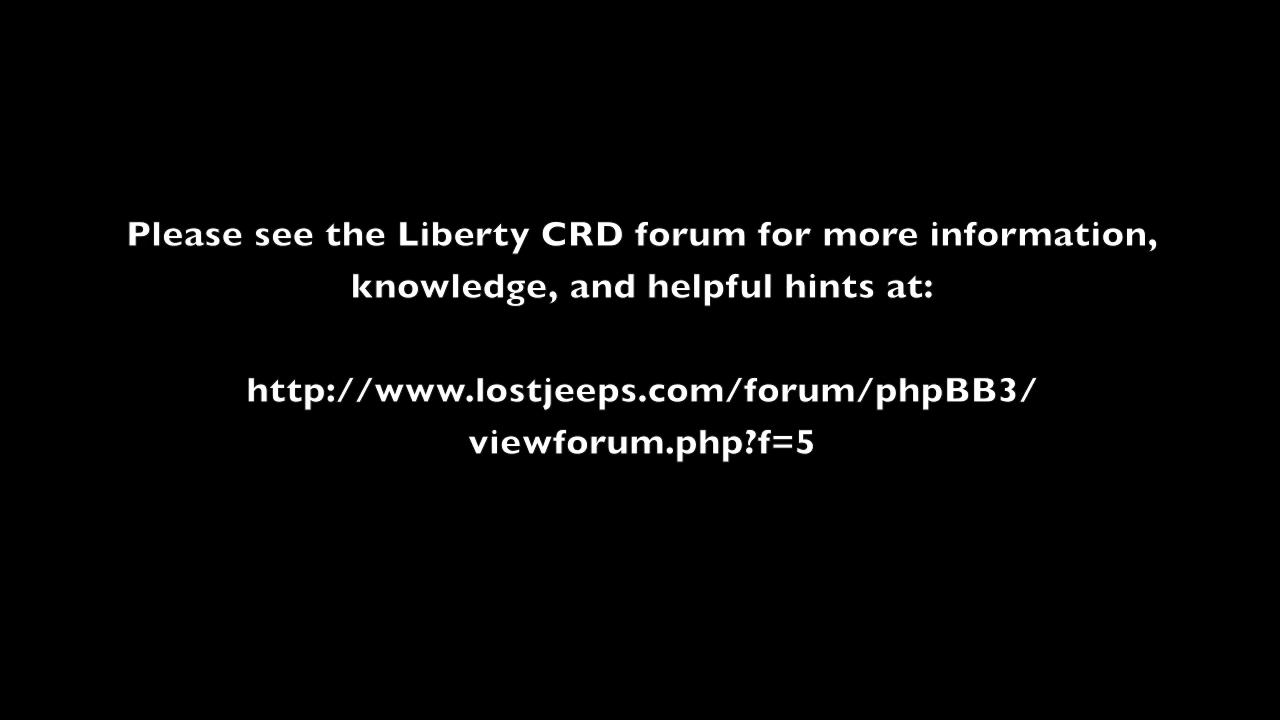 Please see the Liberty CRD forum for more information,
knowledge, and helpful hints at:
http://www.lostjeeps.com/forum/phpBB3/
viewforum.php?f=5